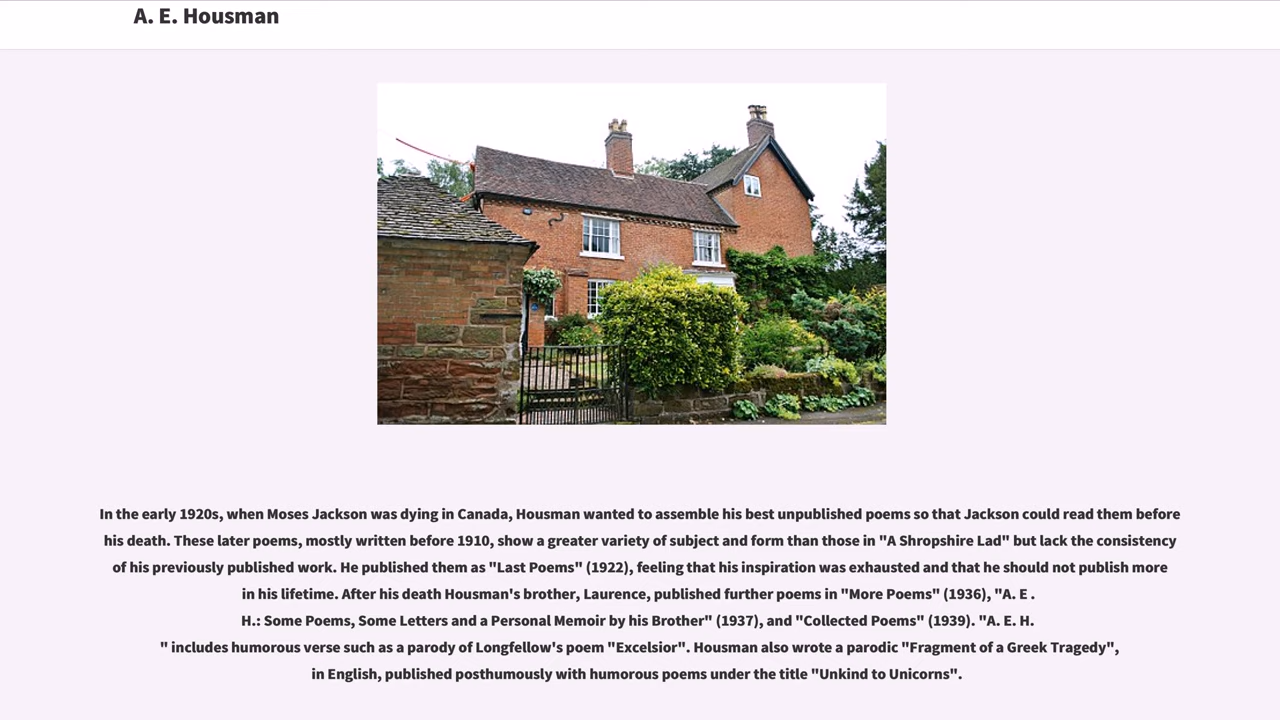 A. E. Housman
In the early 1920s, when Moses Jackson was dying in Canada, Housman wanted to assemble his best unpublished poems so that Jackson could read them before
his death. These later poems, mostly written before 1910, show a greater variety of subject and form than those in "A Shropshire Lad" but lack the consistency
of his previously published work. He published them as "Last Poems" (1922), feeling that his inspiration was exhausted and that he should not publish more
in his lifetime. After his death Housman's brother, Laurence, published further poems in "More Poems" (1936), "A. E .
H.: Some Poems, Some Letters and a Personal Memoir by his Brother" (1937), and "Collected Poems" (1939). "A. E. H.
" includes humorous verse such as a parody of Longfellow's poem "Excelsior". Housman also wrote a parodic "Fragment of a Greek Tragedy",
in English, published posthumously with humorous poems under the title "Unkind to Unicorns".